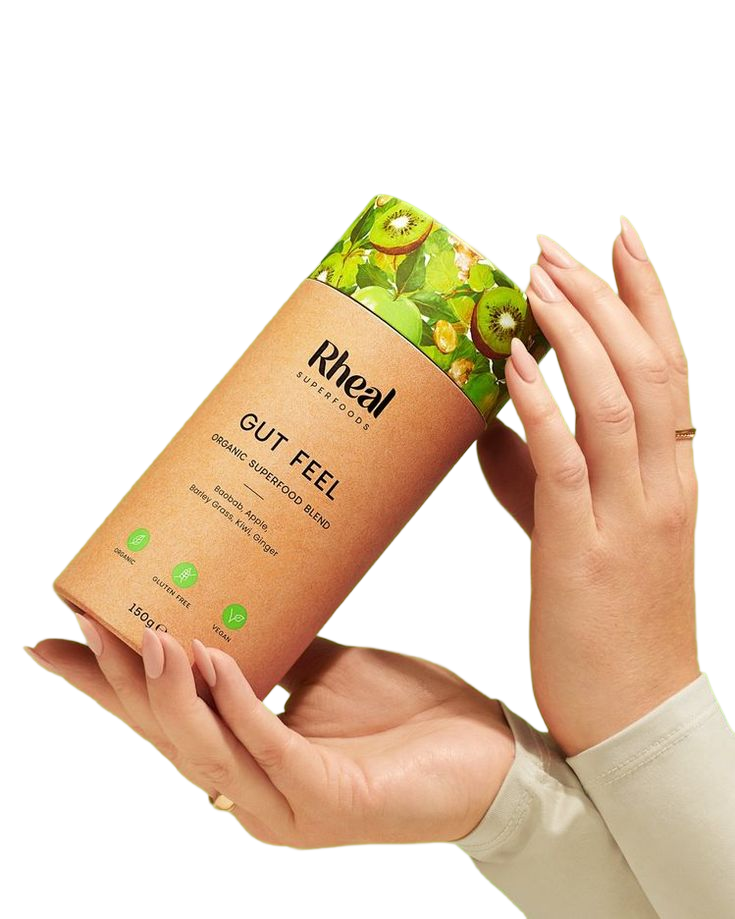 Rheal
SUPERFOODS
GUT FEEL
ORGANIC SUPERFOOD BLEND
Baobab, Apple,
Barley Grass, Kiwi, Ginger
ORGANIC
GLUTEN FREE
VEGAN
150g ℮